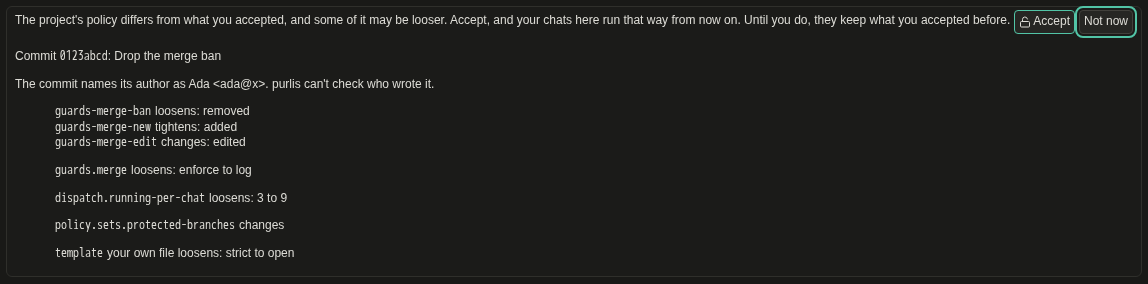 The project's policy differs from what you accepted, and some of it may be looser. Accept, and your chats here run that way from now on. Until you do, they keep what you accepted before. Accept Not now
Commit 0123abcd: Drop the merge ban
The commit names its author as Ada <ada@x>. purlis can't check who wrote it.
guards-merge-ban loosens: removed
guards-merge-new tightens: added
guards-merge-edit changes: edited
guards.merge loosens: enforce to log
dispatch.running-per-chat loosens: 3 to 9
policy.sets.protected-branches changes
template your own file loosens: strict to open